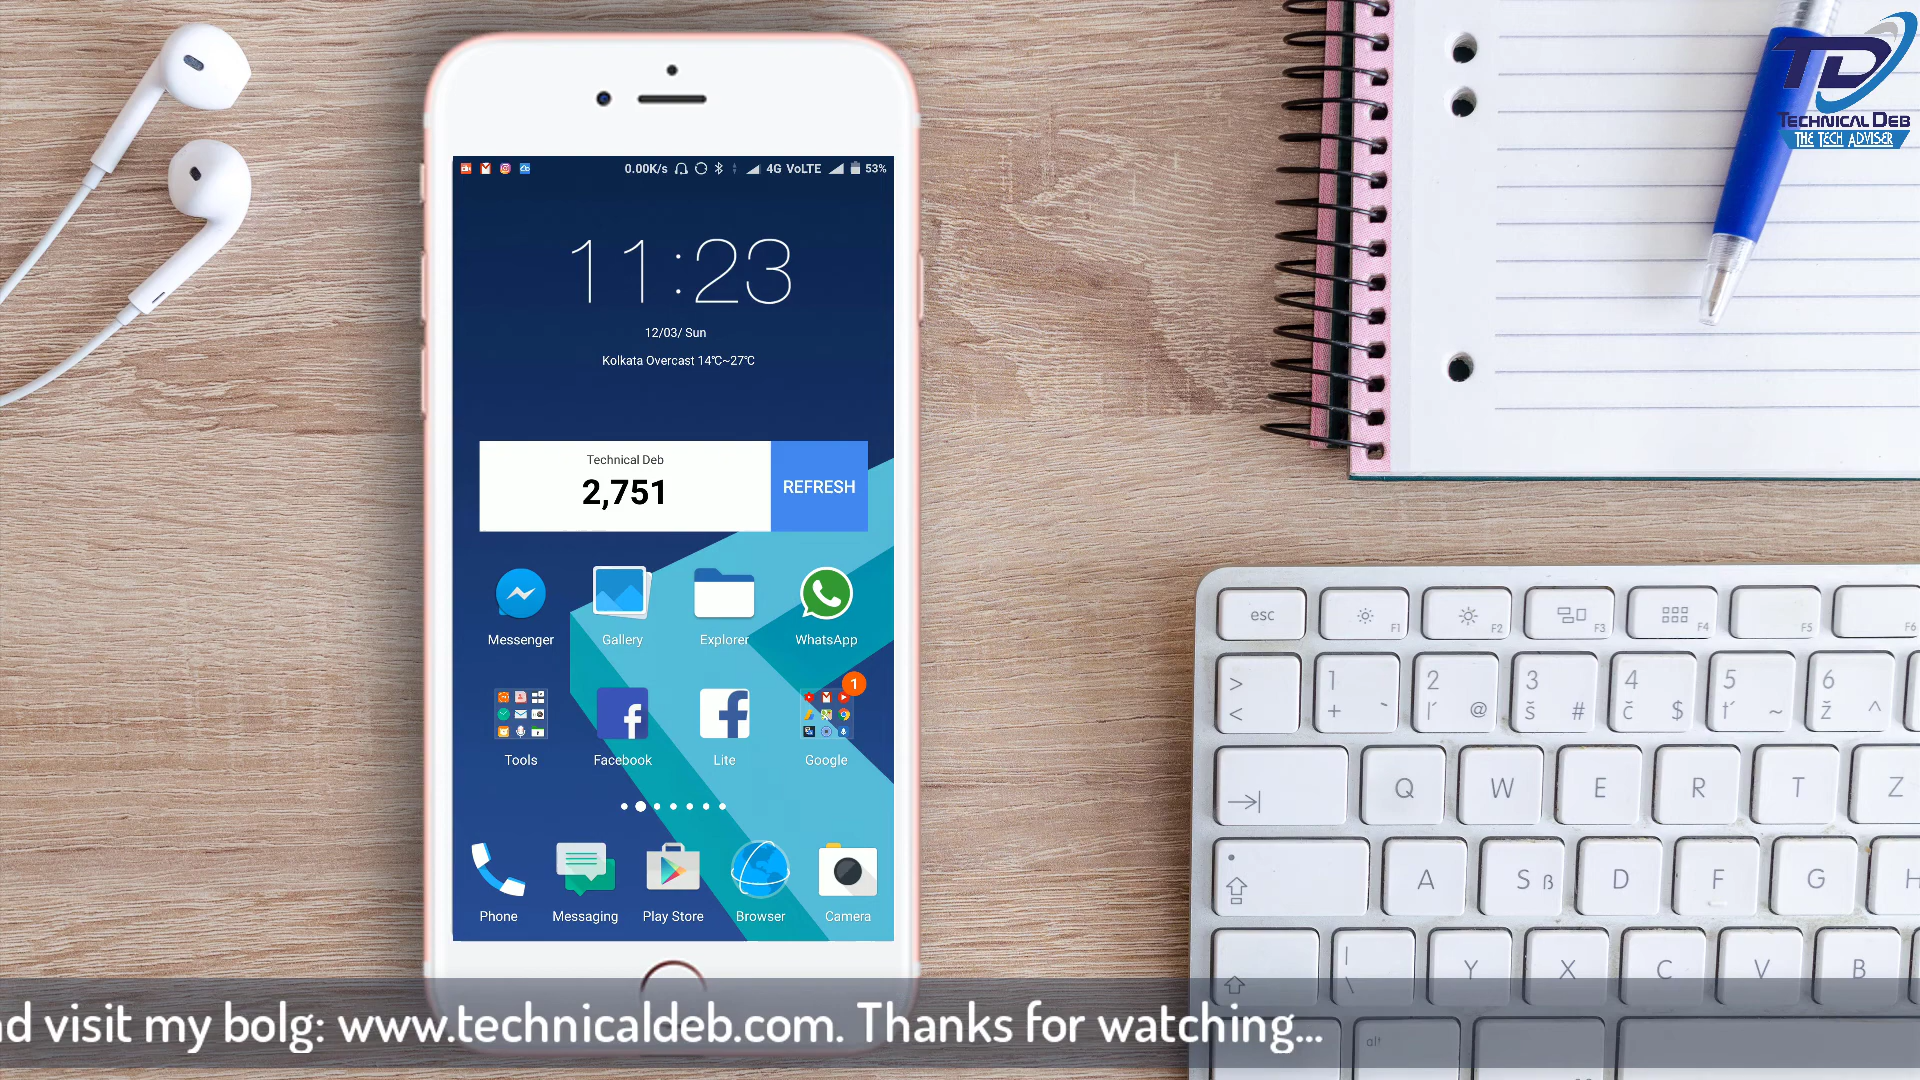 TD
TECHNICAL DEB
THE TECH ADVISER
0.00K/s 4G VoLTE 53%
11:23
12/03/ Sun
Kolkata Overcast 14℃~27℃
Technical Deb
2,751
REFRESH
Messenger Gallery Explorer WhatsApp
1
Tools Facebook Lite Google
Phone Messaging Play Store Browser Camera
esc F1 F2 F3 F4 F5 F6
> 1 2 3 4 5 6
< + ` ľ @ š # č $ ť ~ ž ^
Q W E R T Z
A S ß D F G H
| \ Y X C V B
alt
d visit my bolg: www.technicaldeb.com. Thanks for watching...